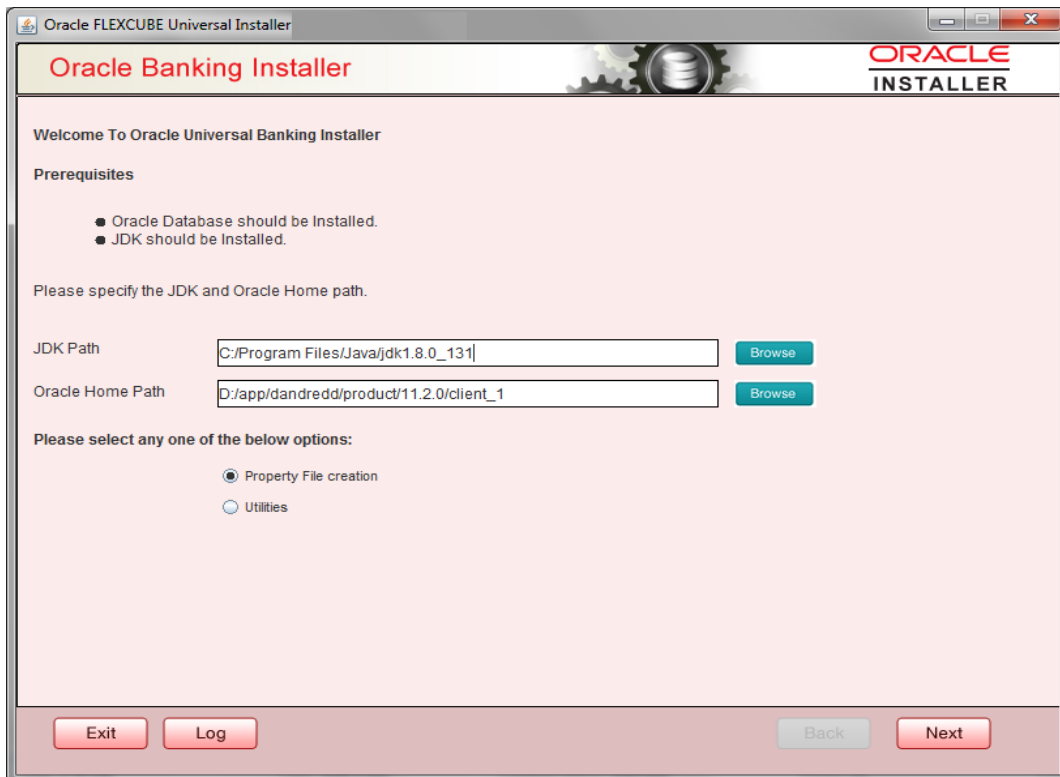 Oracle FLEXCUBE Universal Installer
Oracle Banking Installer
ORACLE
INSTALLER
Welcome To Oracle Universal Banking Installer
Prerequisites
Oracle Database should be Installed.
JDK should be Installed.
Please specify the JDK and Oracle Home path.
JDK Path C:/Program Files/Java/jdk1.8.0_131 Browse
Oracle Home Path D:/app/dandredd/product/11.2.0/client_1 Browse
Please select any one of the below options:
Property File creation
Utilities
Exit Log Back Next